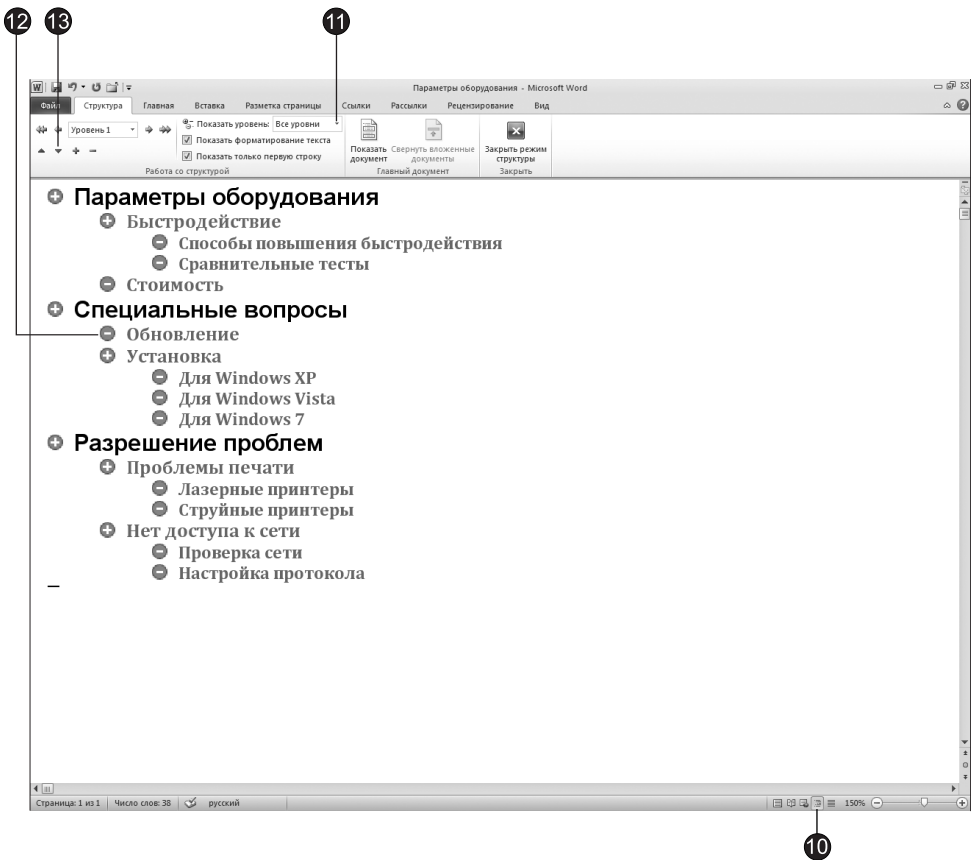 12 13 11
W Параметры оборудования - Microsoft Word
Файл Структура Главная Вставка Разметка страницы Ссылки Рассылки Рецензирование Вид
Уровень 1 Показать уровень: Все уровни
Показать форматирование текста
Показать только первую строку
Показать документ
Свернуть вложенные документы
Закрыть режим структуры
Работа со структурой Главный документ Закрыть
Параметры оборудования
Быстродействие
Способы повышения быстродействия
Сравнительные тесты
Стоимость
Специальные вопросы
Обновление
Установка
Для Windows XP
Для Windows Vista
Для Windows 7
Разрешение проблем
Проблемы печати
Лазерные принтеры
Струйные принтеры
Нет доступа к сети
Проверка сети
Настройка протокола
Страница: 1 из 1 Число слов: 38 русский 150%
10